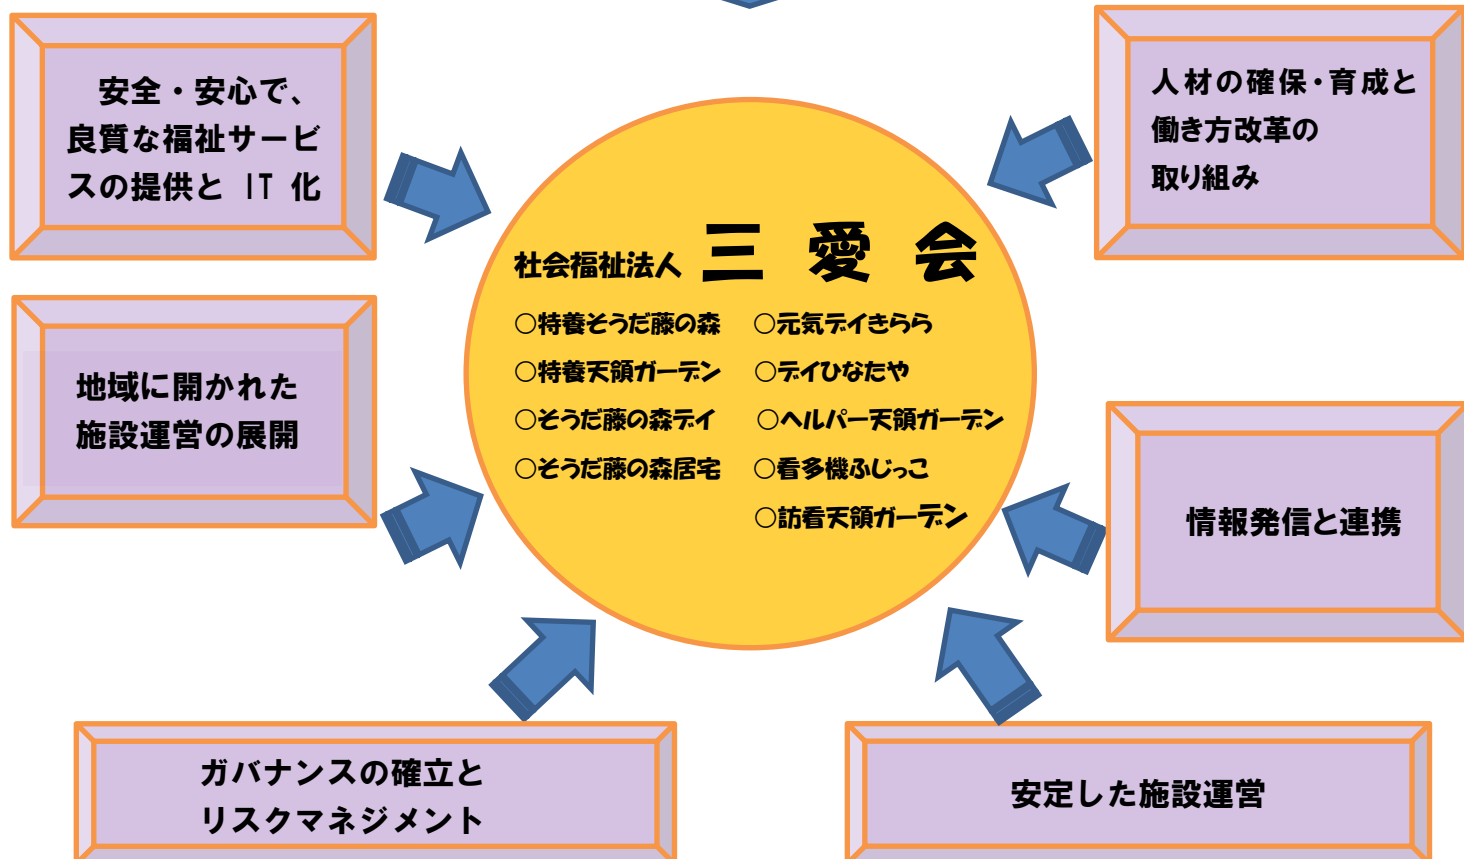 安全・安心で、
良質な福祉サービ
スの提供と IT 化
人材の確保・育成と
働き方改革の
取り組み
社会福祉法人 三 愛 会
○特養そうだ藤の森 ○元気デイきらら
○特養天領ガーデン ○デイひなたや
○そうだ藤の森デイ ○ヘルパー天領ガーデン
○そうだ藤の森居宅 ○看多機ふじっこ
○訪看天領ガーデン
地域に開かれた
施設運営の展開
情報発信と連携
ガバナンスの確立と
リスクマネジメント
安定した施設運営